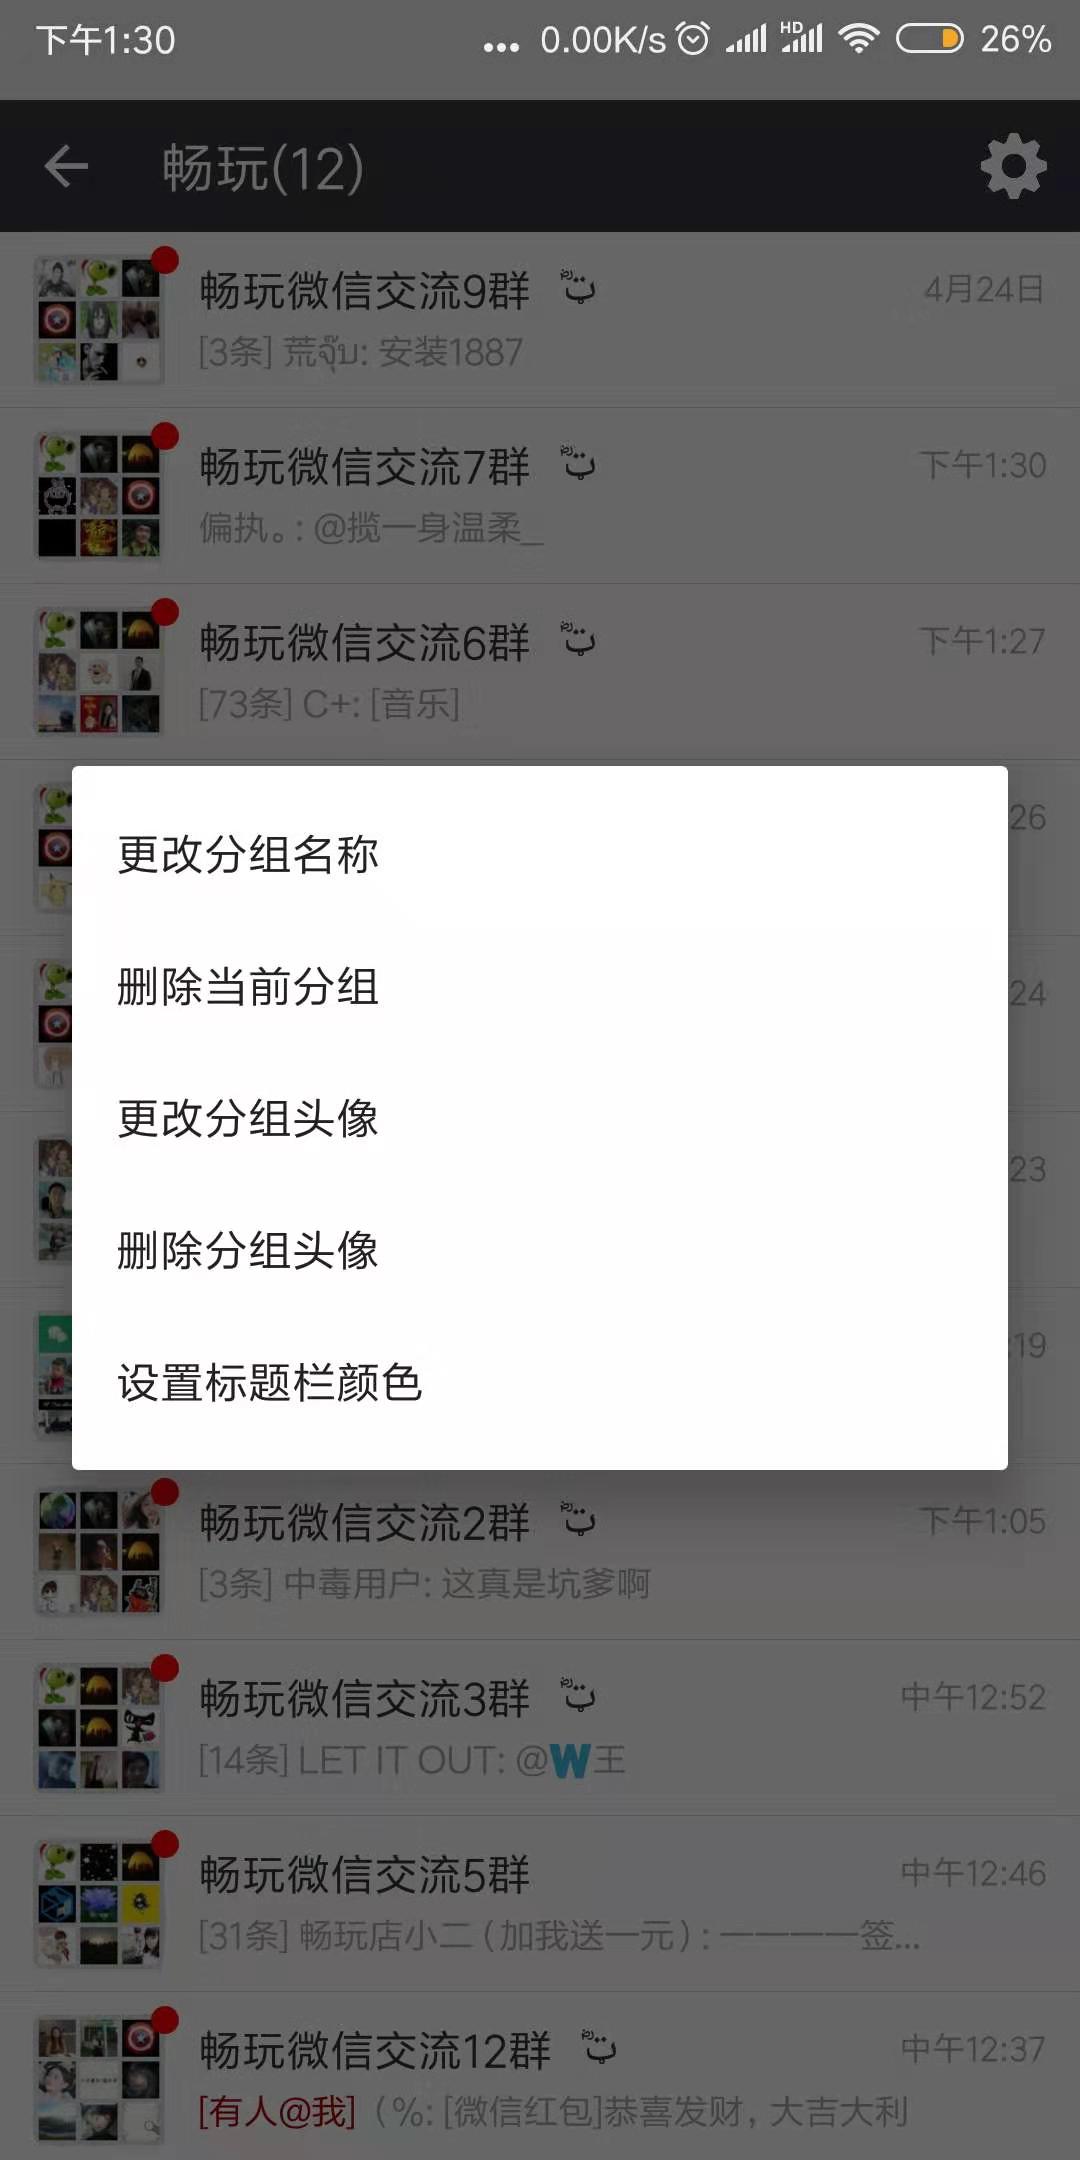 下午1:30
... 0.00K/s HD 26%
畅玩(12)
畅玩微信交流9群
4月24日
[3条] 荒จุ๊บ: 安装1887
畅玩微信交流7群
下午1:30
偏执。: @揽一身温柔_
畅玩微信交流6群
下午1:27
[73条] C+: [音乐]
26
更改分组名称
删除当前分组
24
更改分组头像
23
删除分组头像
:19
设置标题栏颜色
畅玩微信交流2群
下午1:05
[3条] 中毒用户: 这真是坑爹啊
畅玩微信交流3群
中午12:52
[14条] LET IT OUT: @W王
畅玩微信交流5群
中午12:46
[31条] 畅玩店小二（加我送一元）: 一一一一签...
畅玩微信交流12群
中午12:37
[有人@我]（%: [微信红包]恭喜发财，大吉大利